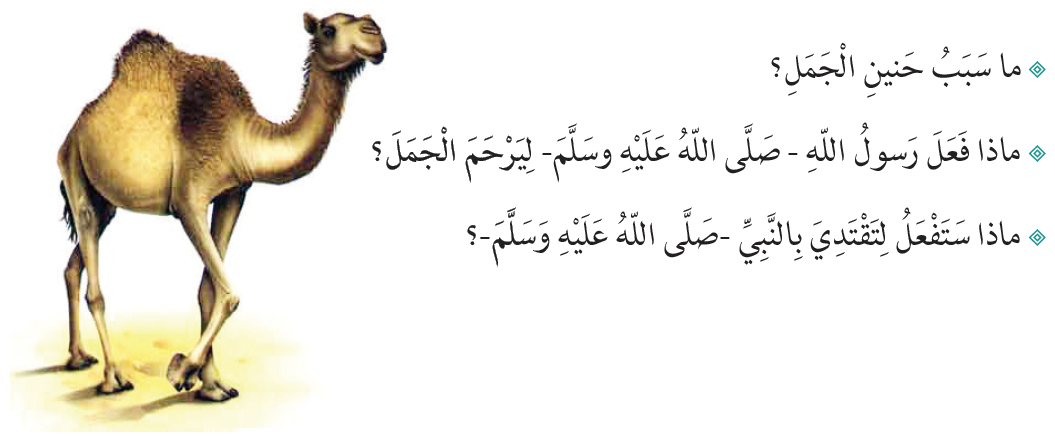 ما سَبَبُ حَنينِ الْجَمَلِ؟
ماذا فَعَلَ رَسولُ اللّهِ - صَلَّى اللّهُ عَلَيْهِ وسَلَّمَ- لِيَرْحَمَ الْجَمَلَ؟
ماذا سَتَفْعَلُ لِتَقْتَدِيَ بِالنَّبِيِّ -صَلَّى اللّهُ عَلَيْهِ وَسَلَّمَ-؟